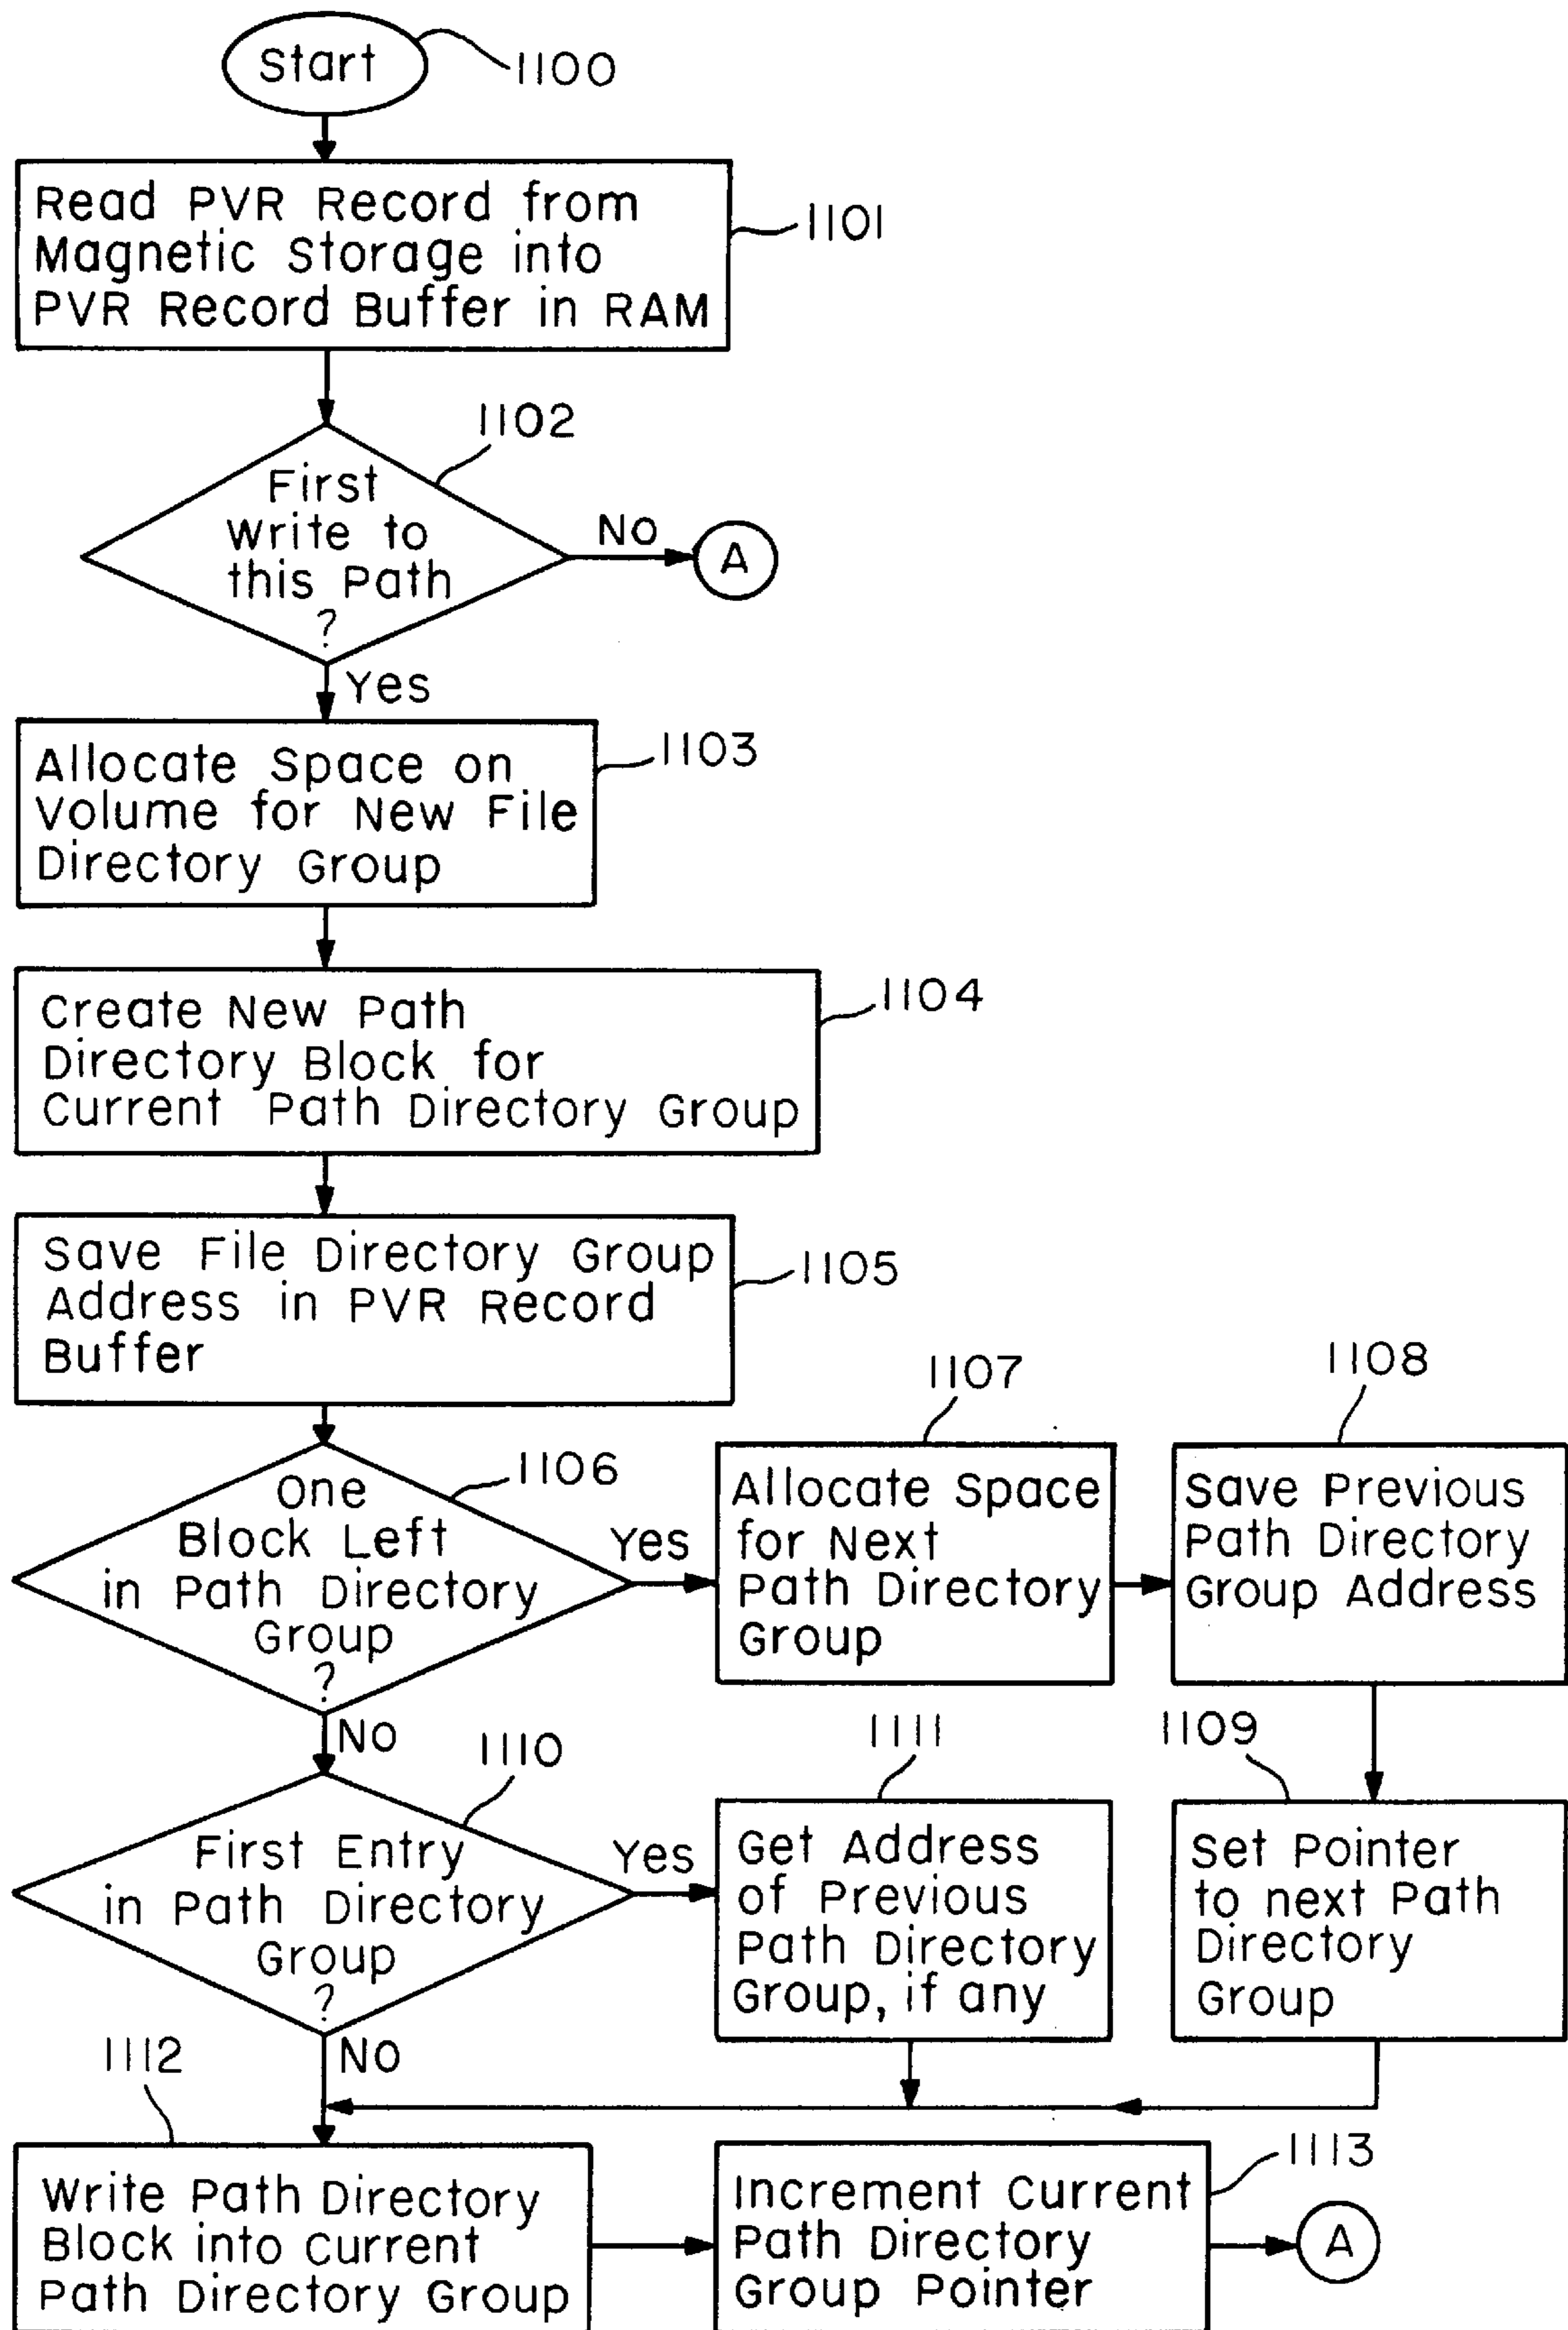 Start
1100
Read PVR Record from
Magnetic Storage into
PVR Record Buffer in RAM
1101
1102
First
Write to
this Path
?
No
A
Yes
Allocate Space on
Volume for New File
Directory Group
1103
Create New Path
Directory Block for
Current Path Directory Group
1104
Save File Directory Group
Address in PVR Record
Buffer
1105
One
Block Left
in Path Directory
Group
?
1106
Yes
1107
Allocate Space
for Next
Path Directory
Group
1108
Save Previous
Path Directory
Group Address
No
1110
First Entry
in Path Directory
Group
?
Yes
1111
Get Address
of Previous
Path Directory
Group, if any
1109
Set Pointer
to next Path
Directory
Group
No
1112
Write Path Directory
Block into Current
Path Directory Group
Increment Current
Path Directory
Group Pointer
1113
A